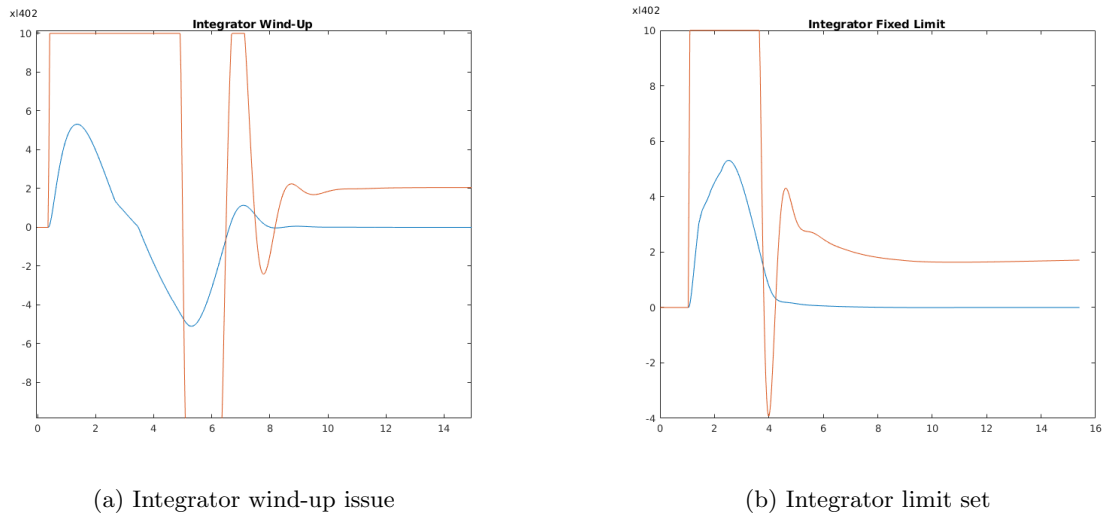 xl402
Integrator Wind-Up
10
8
6
4
2
0
-2
-4
-6
-8
0 2 4 6 8 10 12 14
(a) Integrator wind-up issue
xl402
Integrator Fixed Limit
10
8
6
4
2
0
-2
-4
0 2 4 6 8 10 12 14 16
(b) Integrator limit set